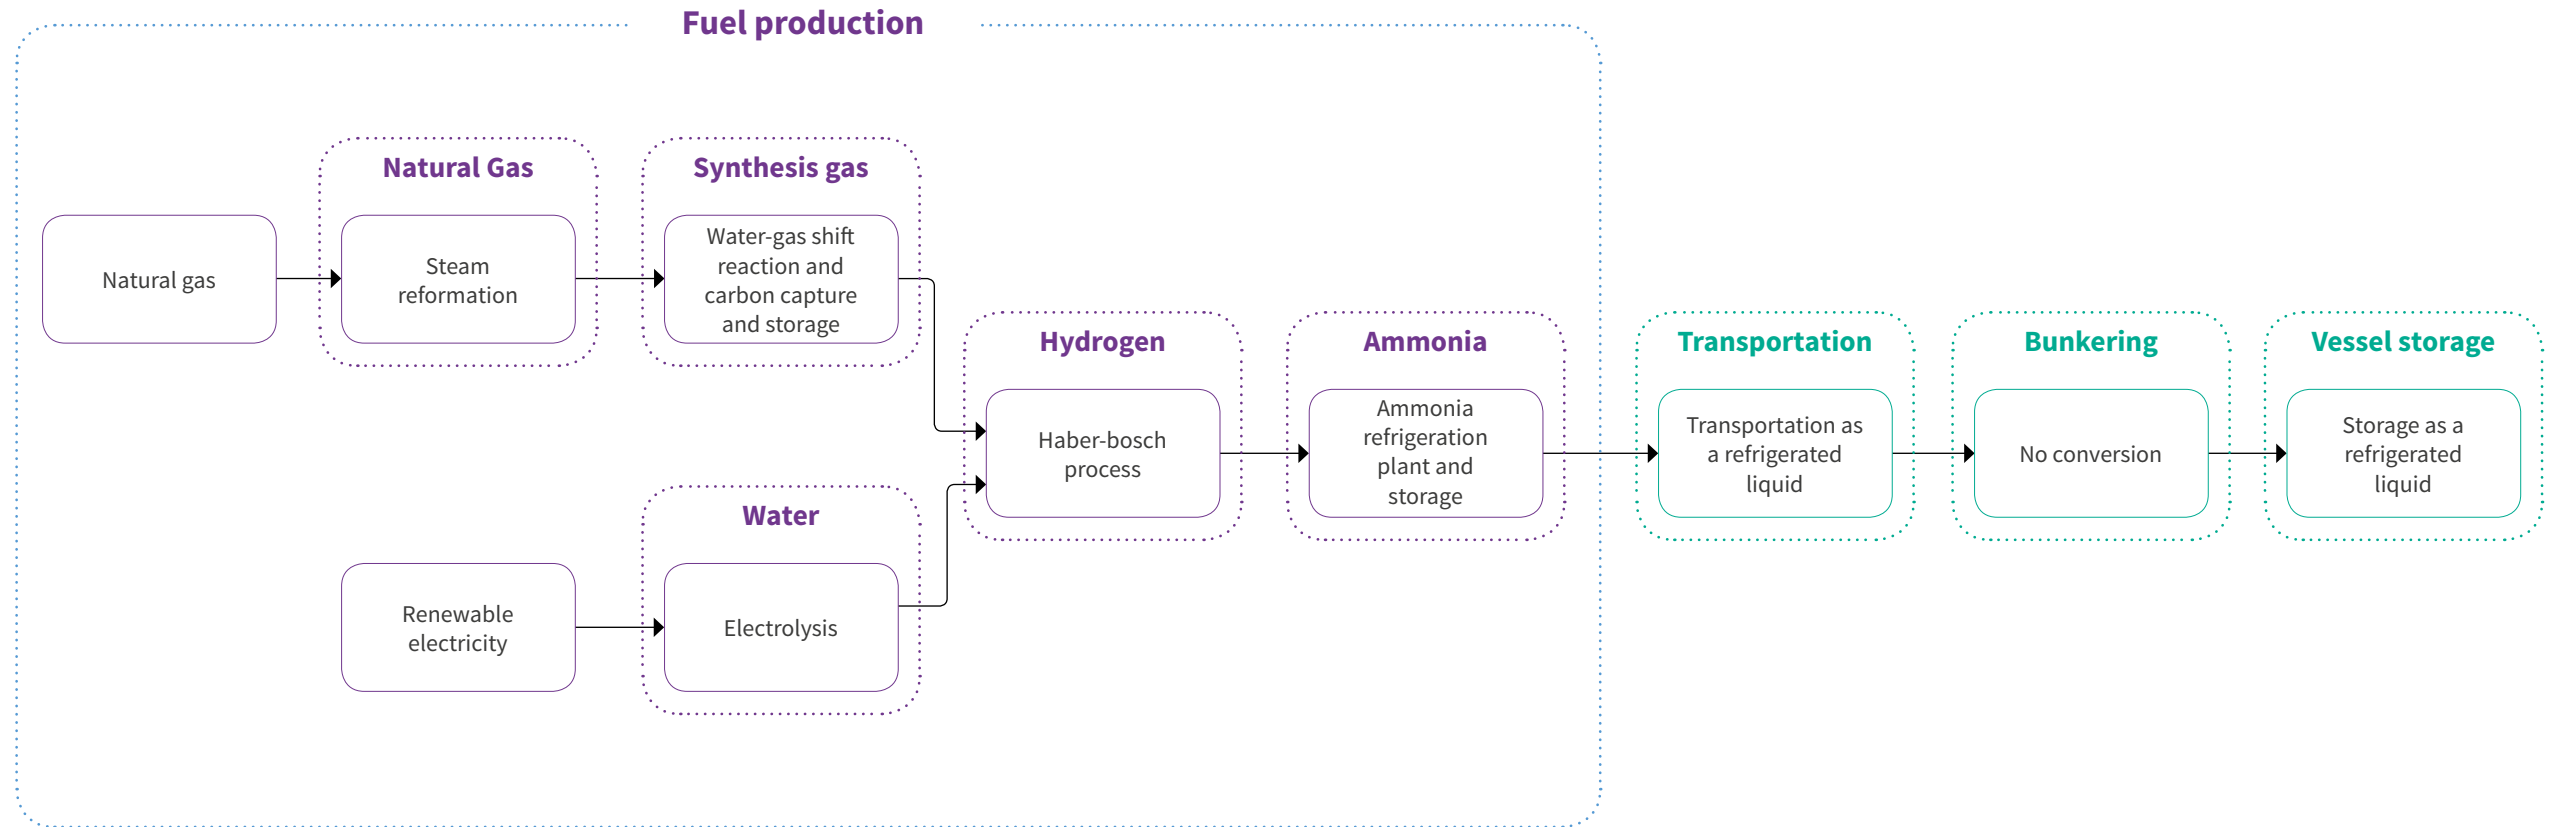 Fuel production
Natural Gas
Synthesis gas
Natural gas
Steam
reformation
Water-gas shift
reaction and
carbon capture
and storage
Hydrogen
Haber-bosch
process
Ammonia
Ammonia
refrigeration
plant and
storage
Transportation
Transportation as
a refrigerated
liquid
Bunkering
No conversion
Vessel storage
Storage as a
refrigerated
liquid
Water
Renewable
electricity
Electrolysis